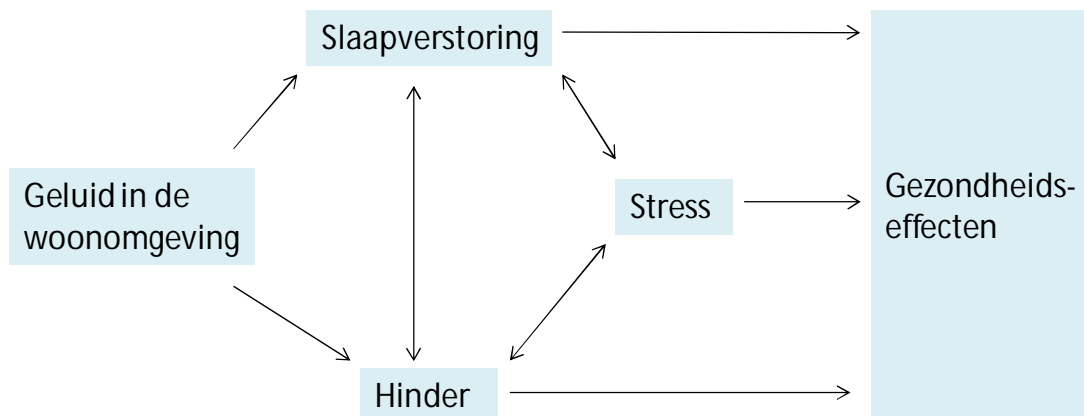 Slaapverstoring
Geluid in de
woonomgeving
Stress
Gezondheids-
effecten
Hinder